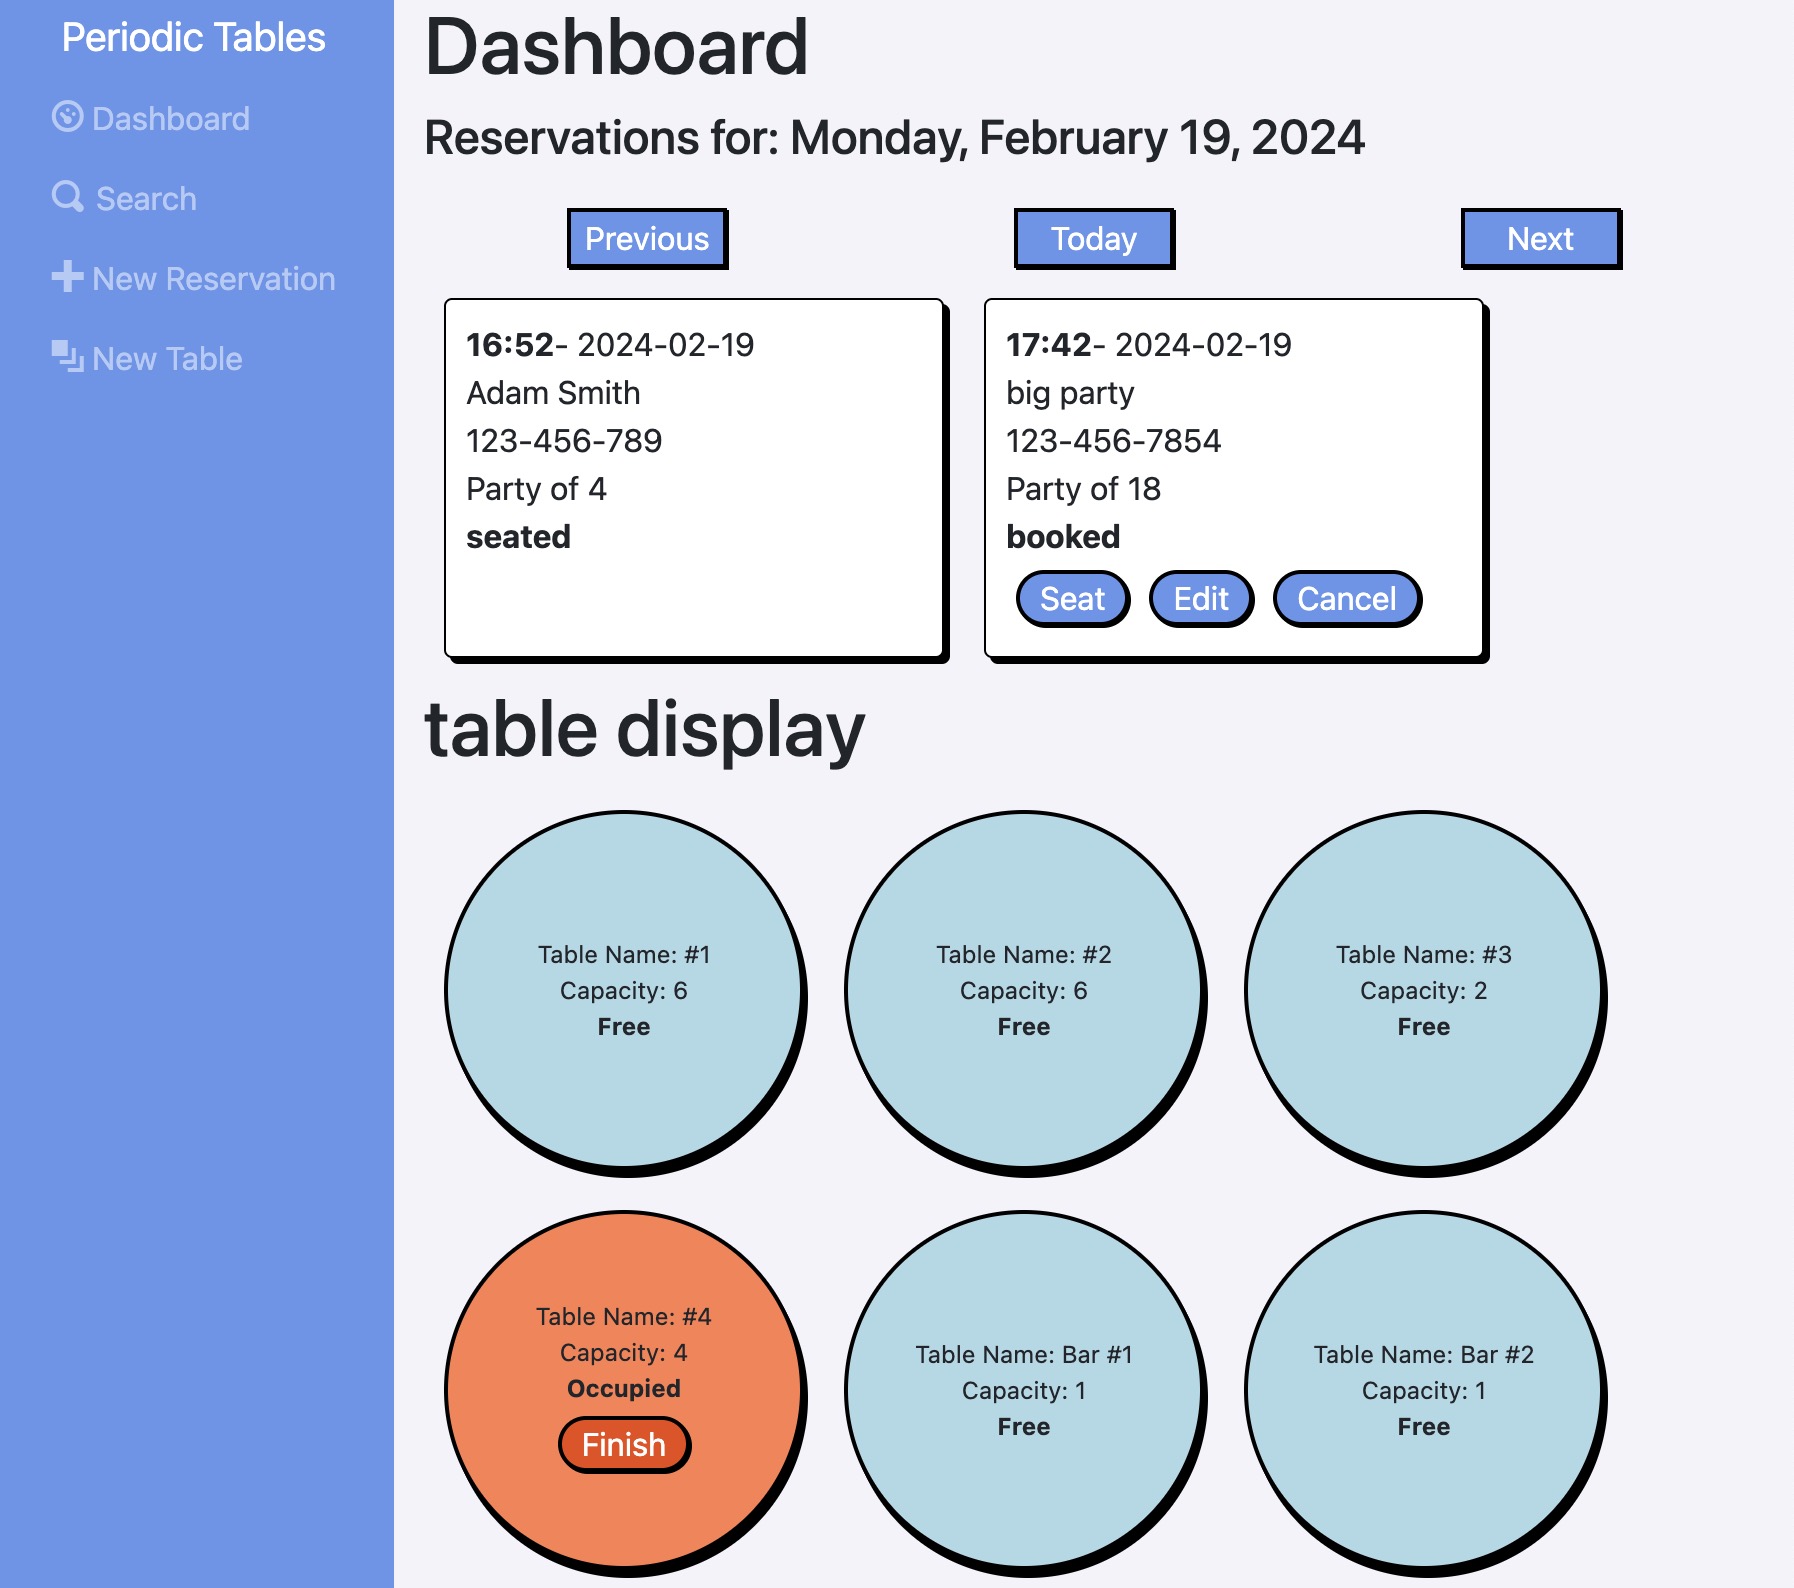 Periodic Tables
Dashboard
Search
New Reservation
New Table
Dashboard
Reservations for: Monday, February 19, 2024
Previous
Today
Next
16:52- 2024-02-19
Adam Smith
123-456-789
Party of 4
seated
17:42- 2024-02-19
big party
123-456-7854
Party of 18
booked
Seat
Edit
Cancel
table display
Table Name: #1
Capacity: 6
Free
Table Name: #2
Capacity: 6
Free
Table Name: #3
Capacity: 2
Free
Table Name: #4
Capacity: 4
Occupied
Finish
Table Name: Bar #1
Capacity: 1
Free
Table Name: Bar #2
Capacity: 1
Free